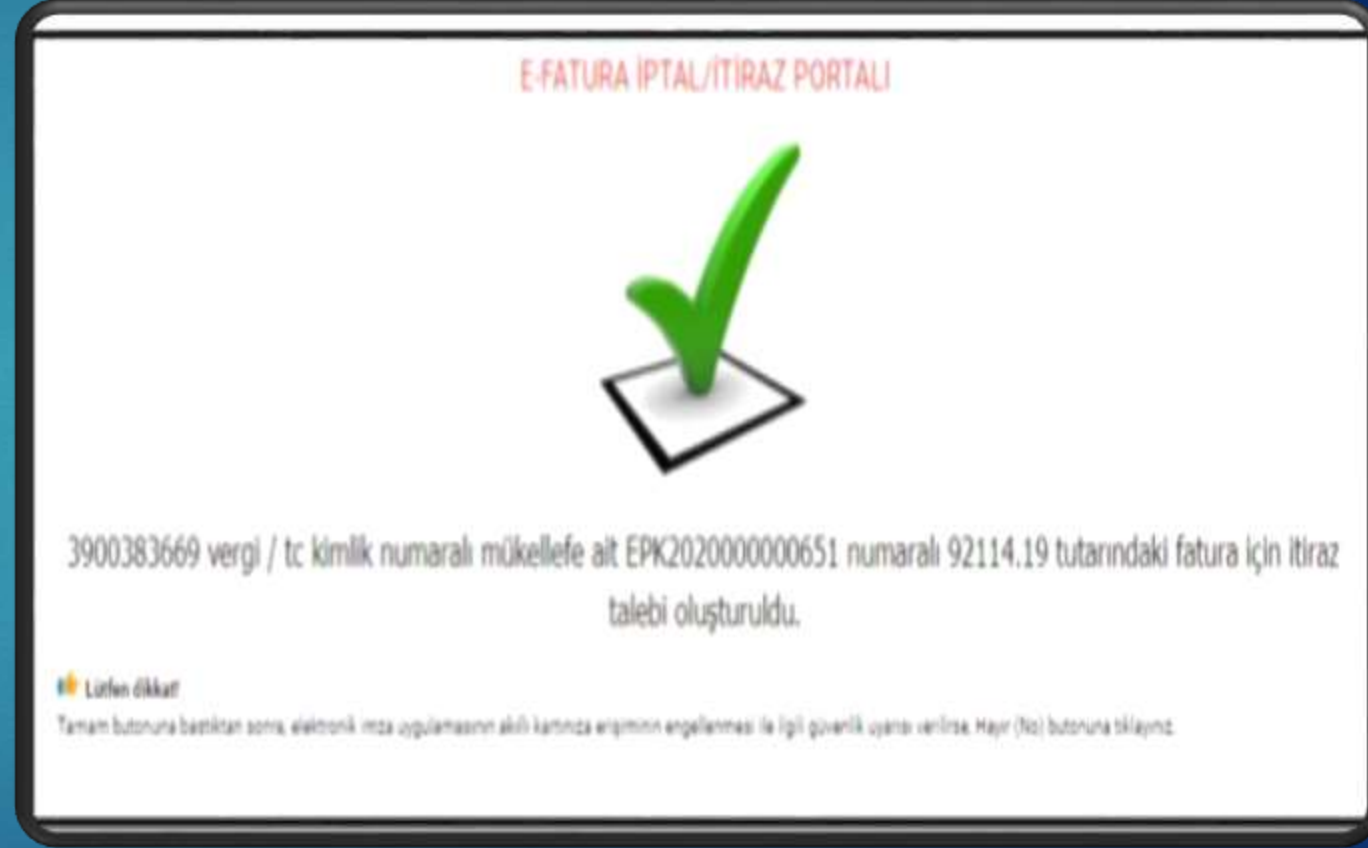 E-FATURA İPTAL/İTİRAZ PORTALI
3900383669 vergi / tc kimlik numaralı mükellefe ait EPK2020000000651 numaralı 92114.19 tutarındaki fatura için itiraz
talebi oluşturuldu.
Lütfen dikkat!
Tamam butonuna bastıktan sonra, elektronik imza uygulamasının akıllı kartınıza erişiminin engellenmesi ile ilgili güvenlik uyarısı verilirse, Hayır (No) butonuna tıklayınız.